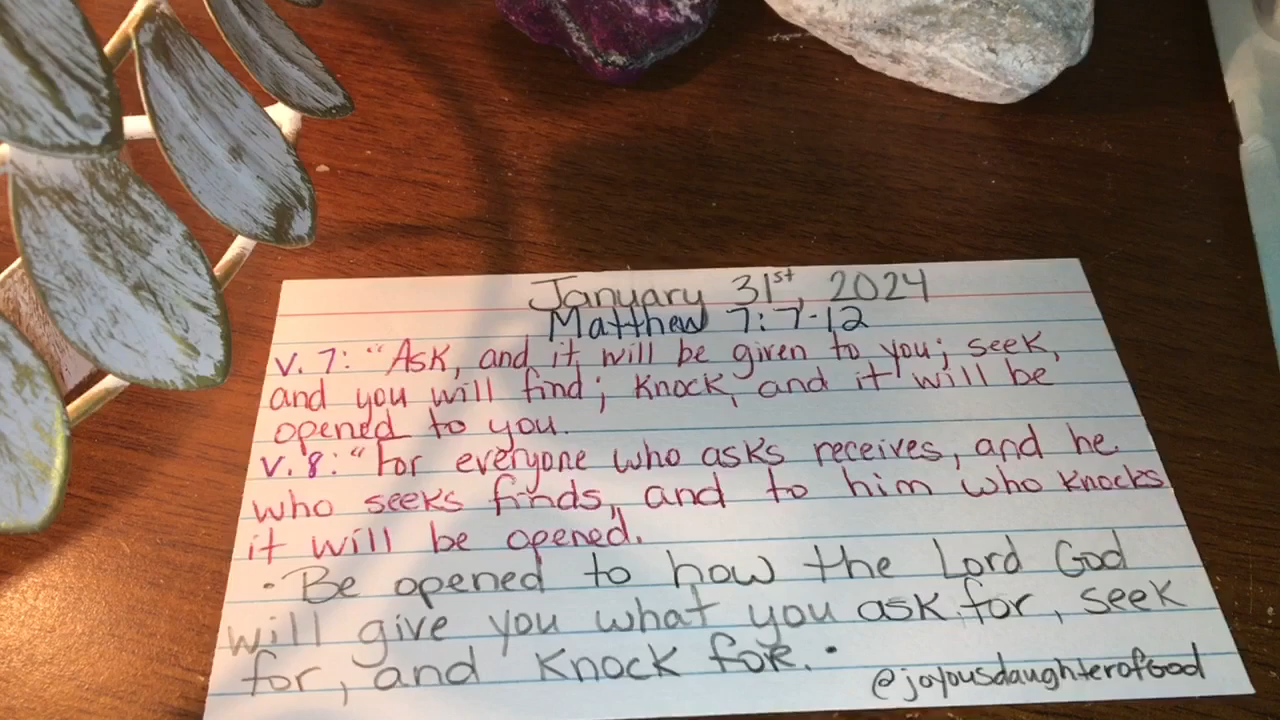 January 31st, 2024
Matthew 7:7-12
v. 7: "Ask, and it will be given to you; seek,
and you will find; knock, and it will be
opened to you.
v. 8: "For everyone who asks receives, and he
who seeks finds, and to him who knocks
it will be opened.
• Be opened to how the Lord God
will give you what you ask for, seek
for, and knock for. •
@joyousdaughterofGod